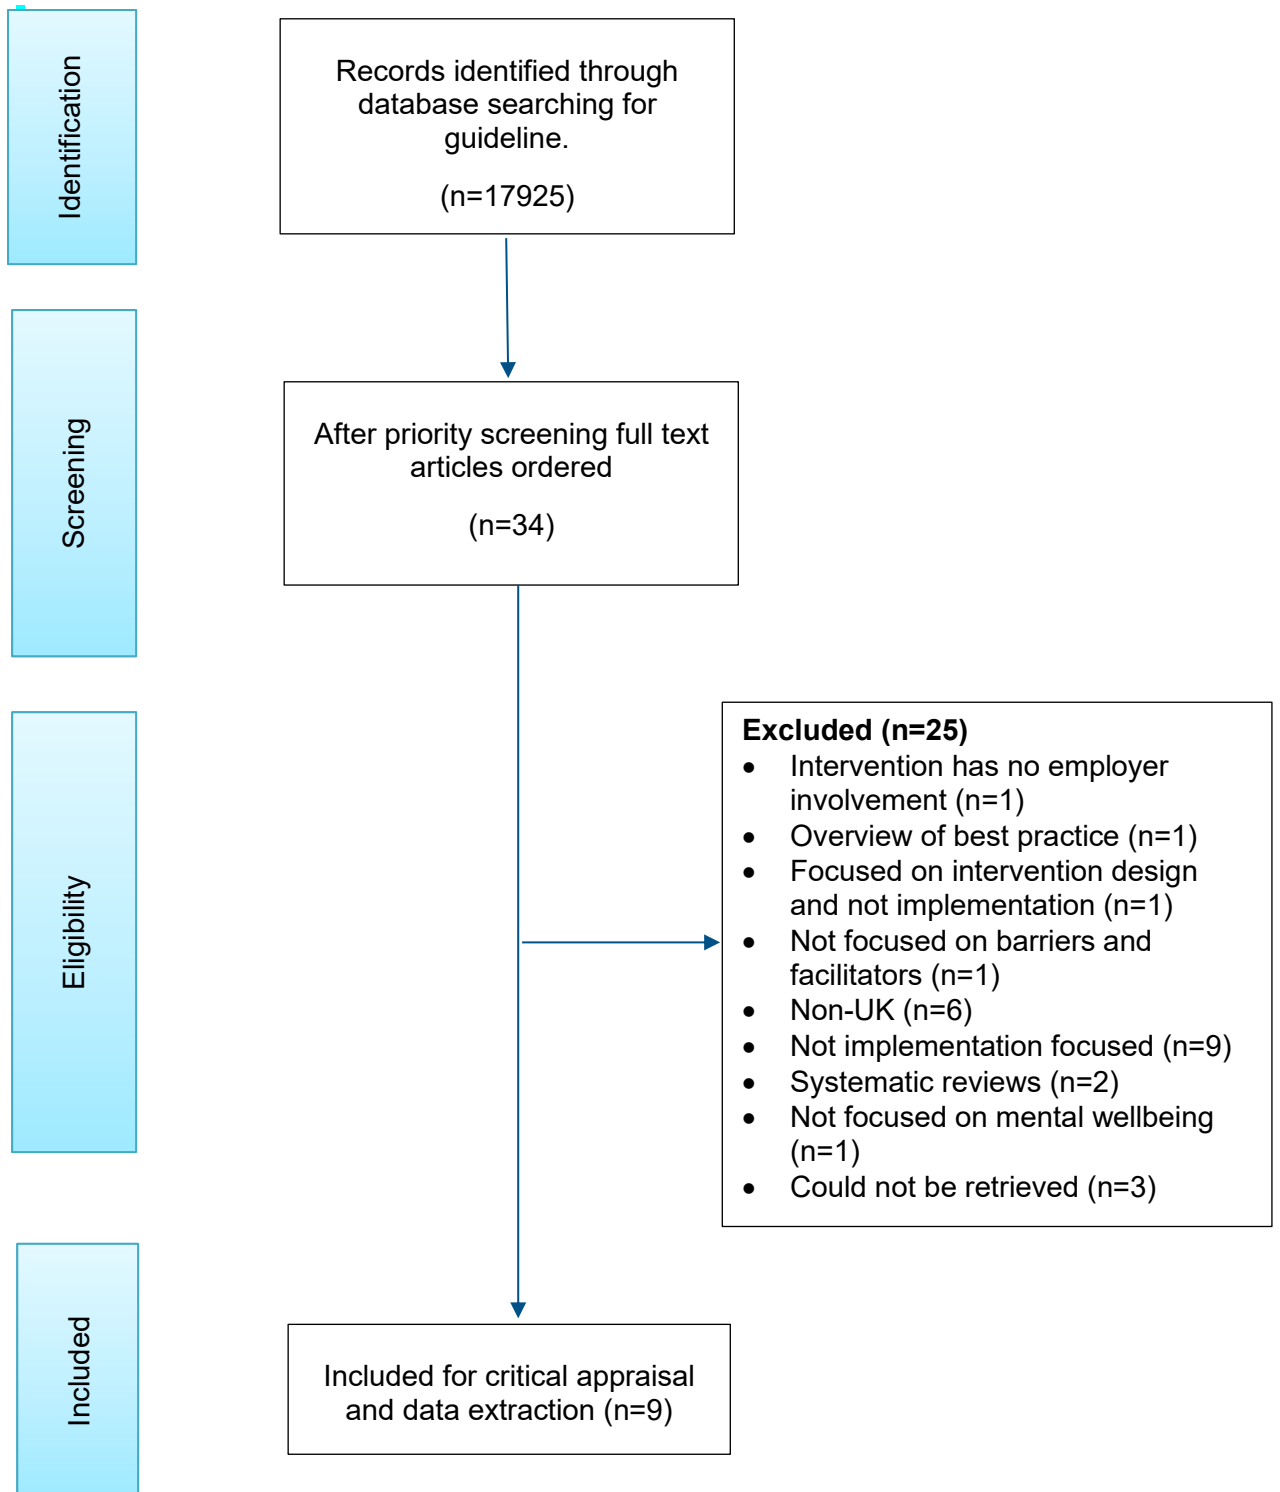 Identification
Records identified through
database searching for
guideline.
(n=17925)
Screening
After priority screening full text
articles ordered
(n=34)
Eligibility
Excluded (n=25)
• Intervention has no employer
involvement (n=1)
• Overview of best practice (n=1)
• Focused on intervention design
and not implementation (n=1)
• Not focused on barriers and
facilitators (n=1)
• Non-UK (n=6)
• Not implementation focused (n=9)
• Systematic reviews (n=2)
• Not focused on mental wellbeing
(n=1)
• Could not be retrieved (n=3)
Included
Included for critical appraisal
and data extraction (n=9)